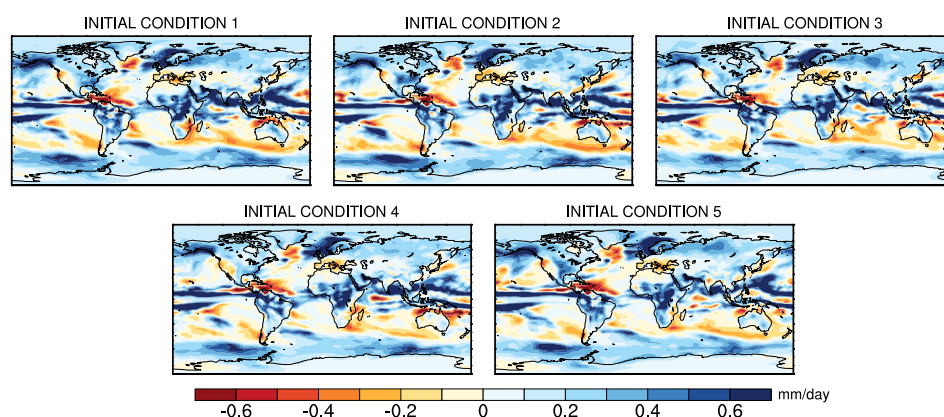 INITIAL CONDITION 1
INITIAL CONDITION 2
INITIAL CONDITION 3
INITIAL CONDITION 4
INITIAL CONDITION 5
mm/day
-0.6 -0.4 -0.2 0 0.2 0.4 0.6